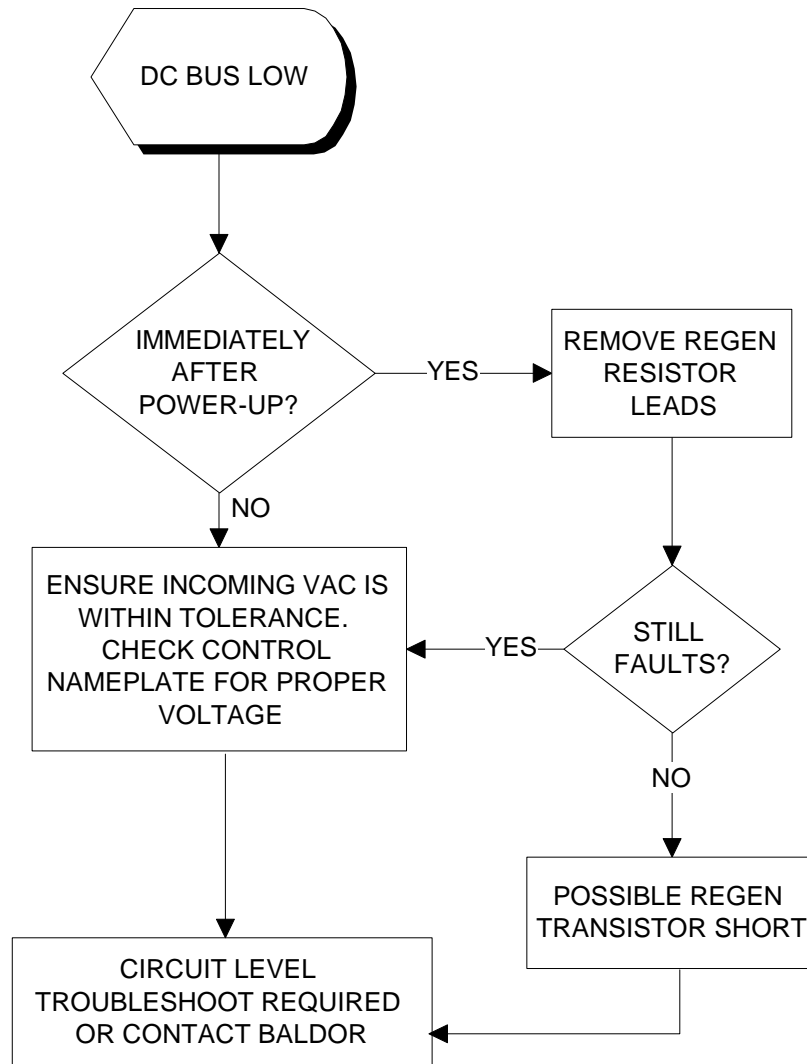 DC BUS LOW
IMMEDIATELY
AFTER
POWER-UP?
YES
REMOVE REGEN
RESISTOR
LEADS
NO
ENSURE INCOMING VAC IS
WITHIN TOLERANCE.
CHECK CONTROL
NAMEPLATE FOR PROPER
VOLTAGE
YES
STILL
FAULTS?
NO
POSSIBLE REGEN
TRANSISTOR SHORT
CIRCUIT LEVEL
TROUBLESHOOT REQUIRED
OR CONTACT BALDOR